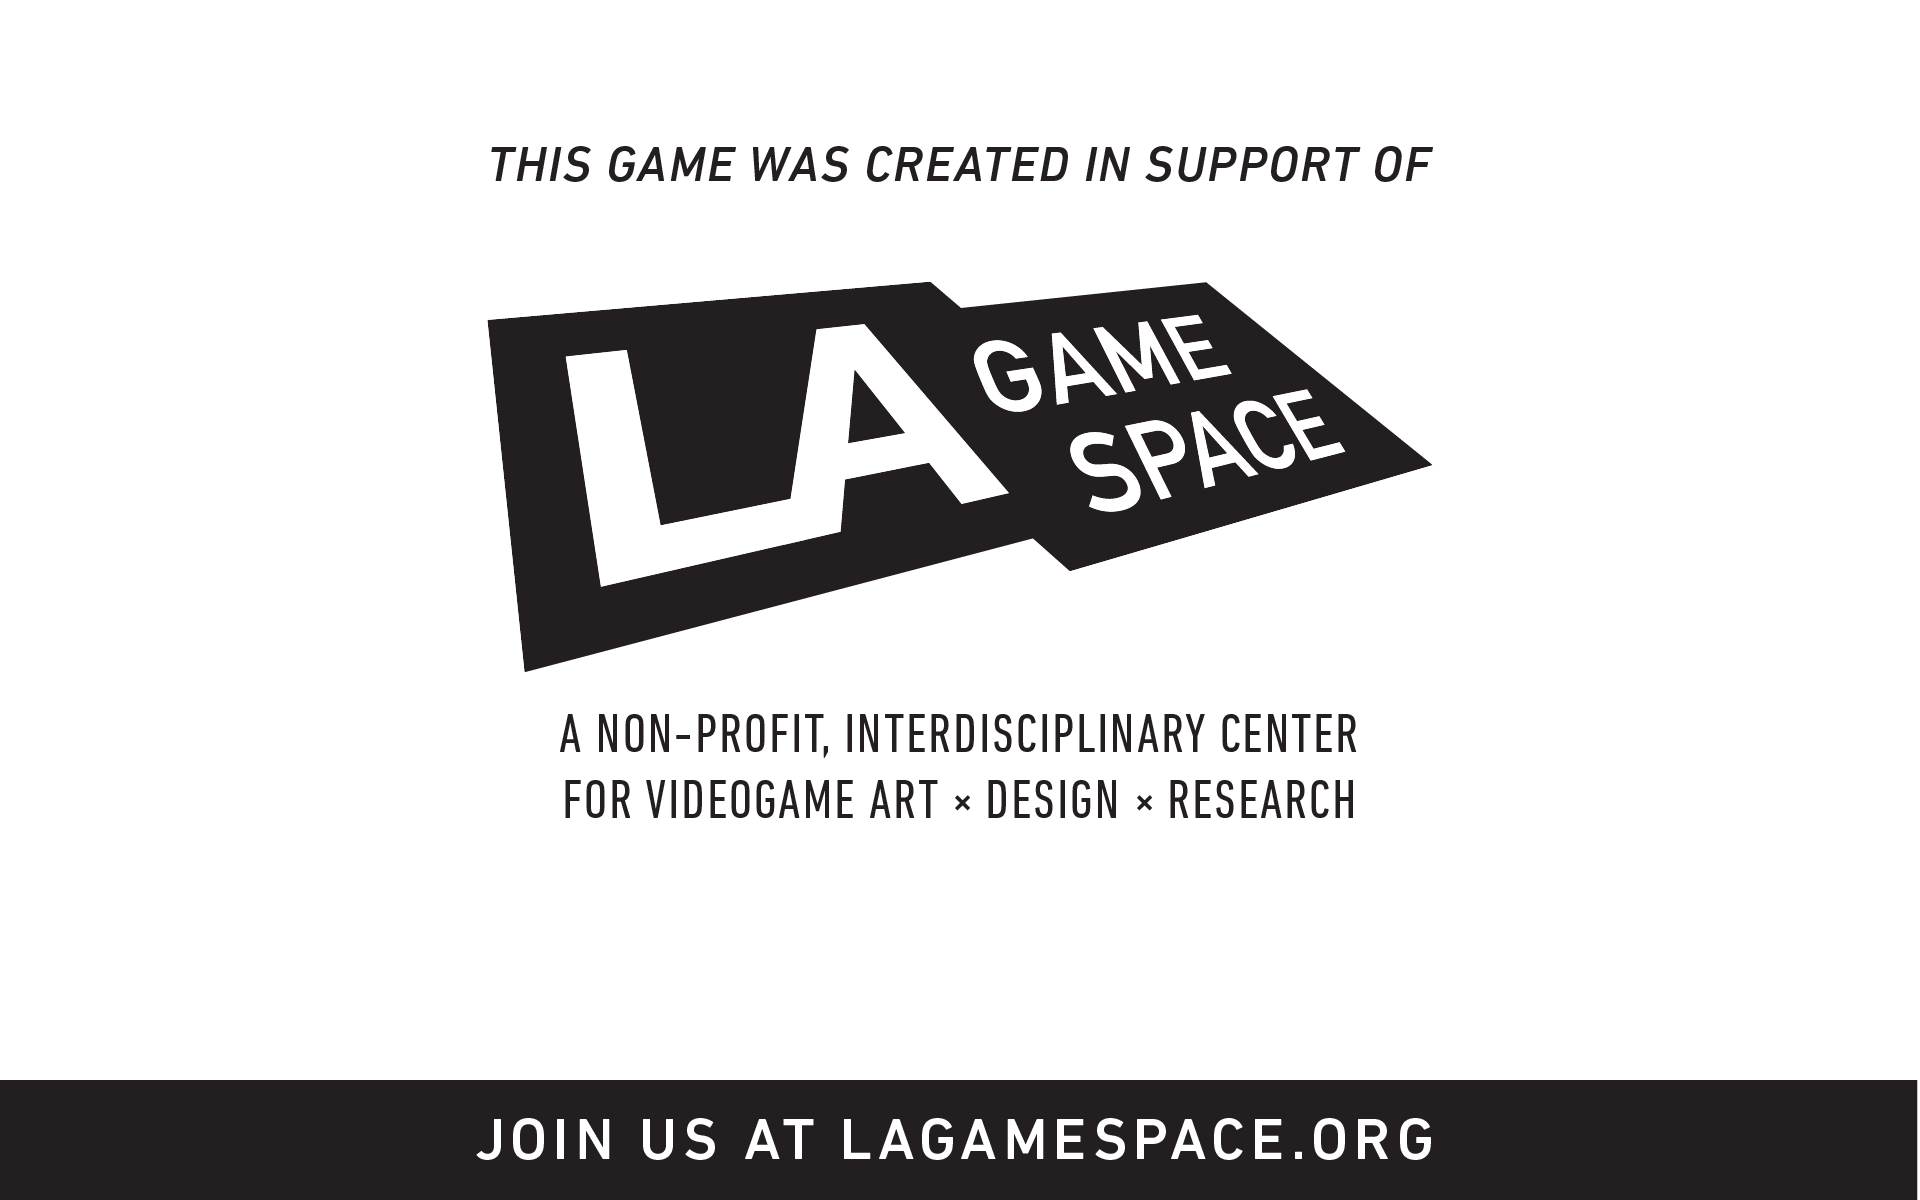 THIS GAME WAS CREATED IN SUPPORT OF
LA GAME
SPACE
A NON-PROFIT, INTERDISCIPLINARY CENTER
FOR VIDEOGAME ART × DESIGN × RESEARCH
JOIN US AT LAGAMESPACE.ORG